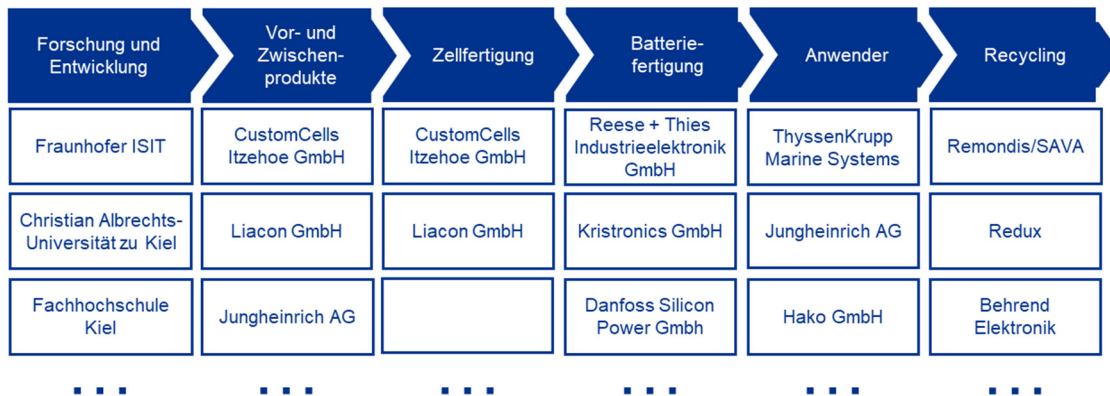 Forschung und
Entwicklung
Vor- und
Zwischen-
produkte
Zellfertigung
Batterie-
fertigung
Anwender
Recycling
Fraunhofer ISIT
CustomCells
Itzehoe GmbH
CustomCells
Itzehoe GmbH
Reese + Thies
Industrieelektronik
GmbH
ThyssenKrupp
Marine Systems
Remondis/SAVA
Christian Albrechts-
Universität zu Kiel
Liacon GmbH
Liacon GmbH
Kristronics GmbH
Jungheinrich AG
Redux
Fachhochschule
Kiel
Jungheinrich AG
Danfoss Silicon
Power Gmbh
Hako GmbH
Behrend
Elektronik
... ... ... ... ... ...